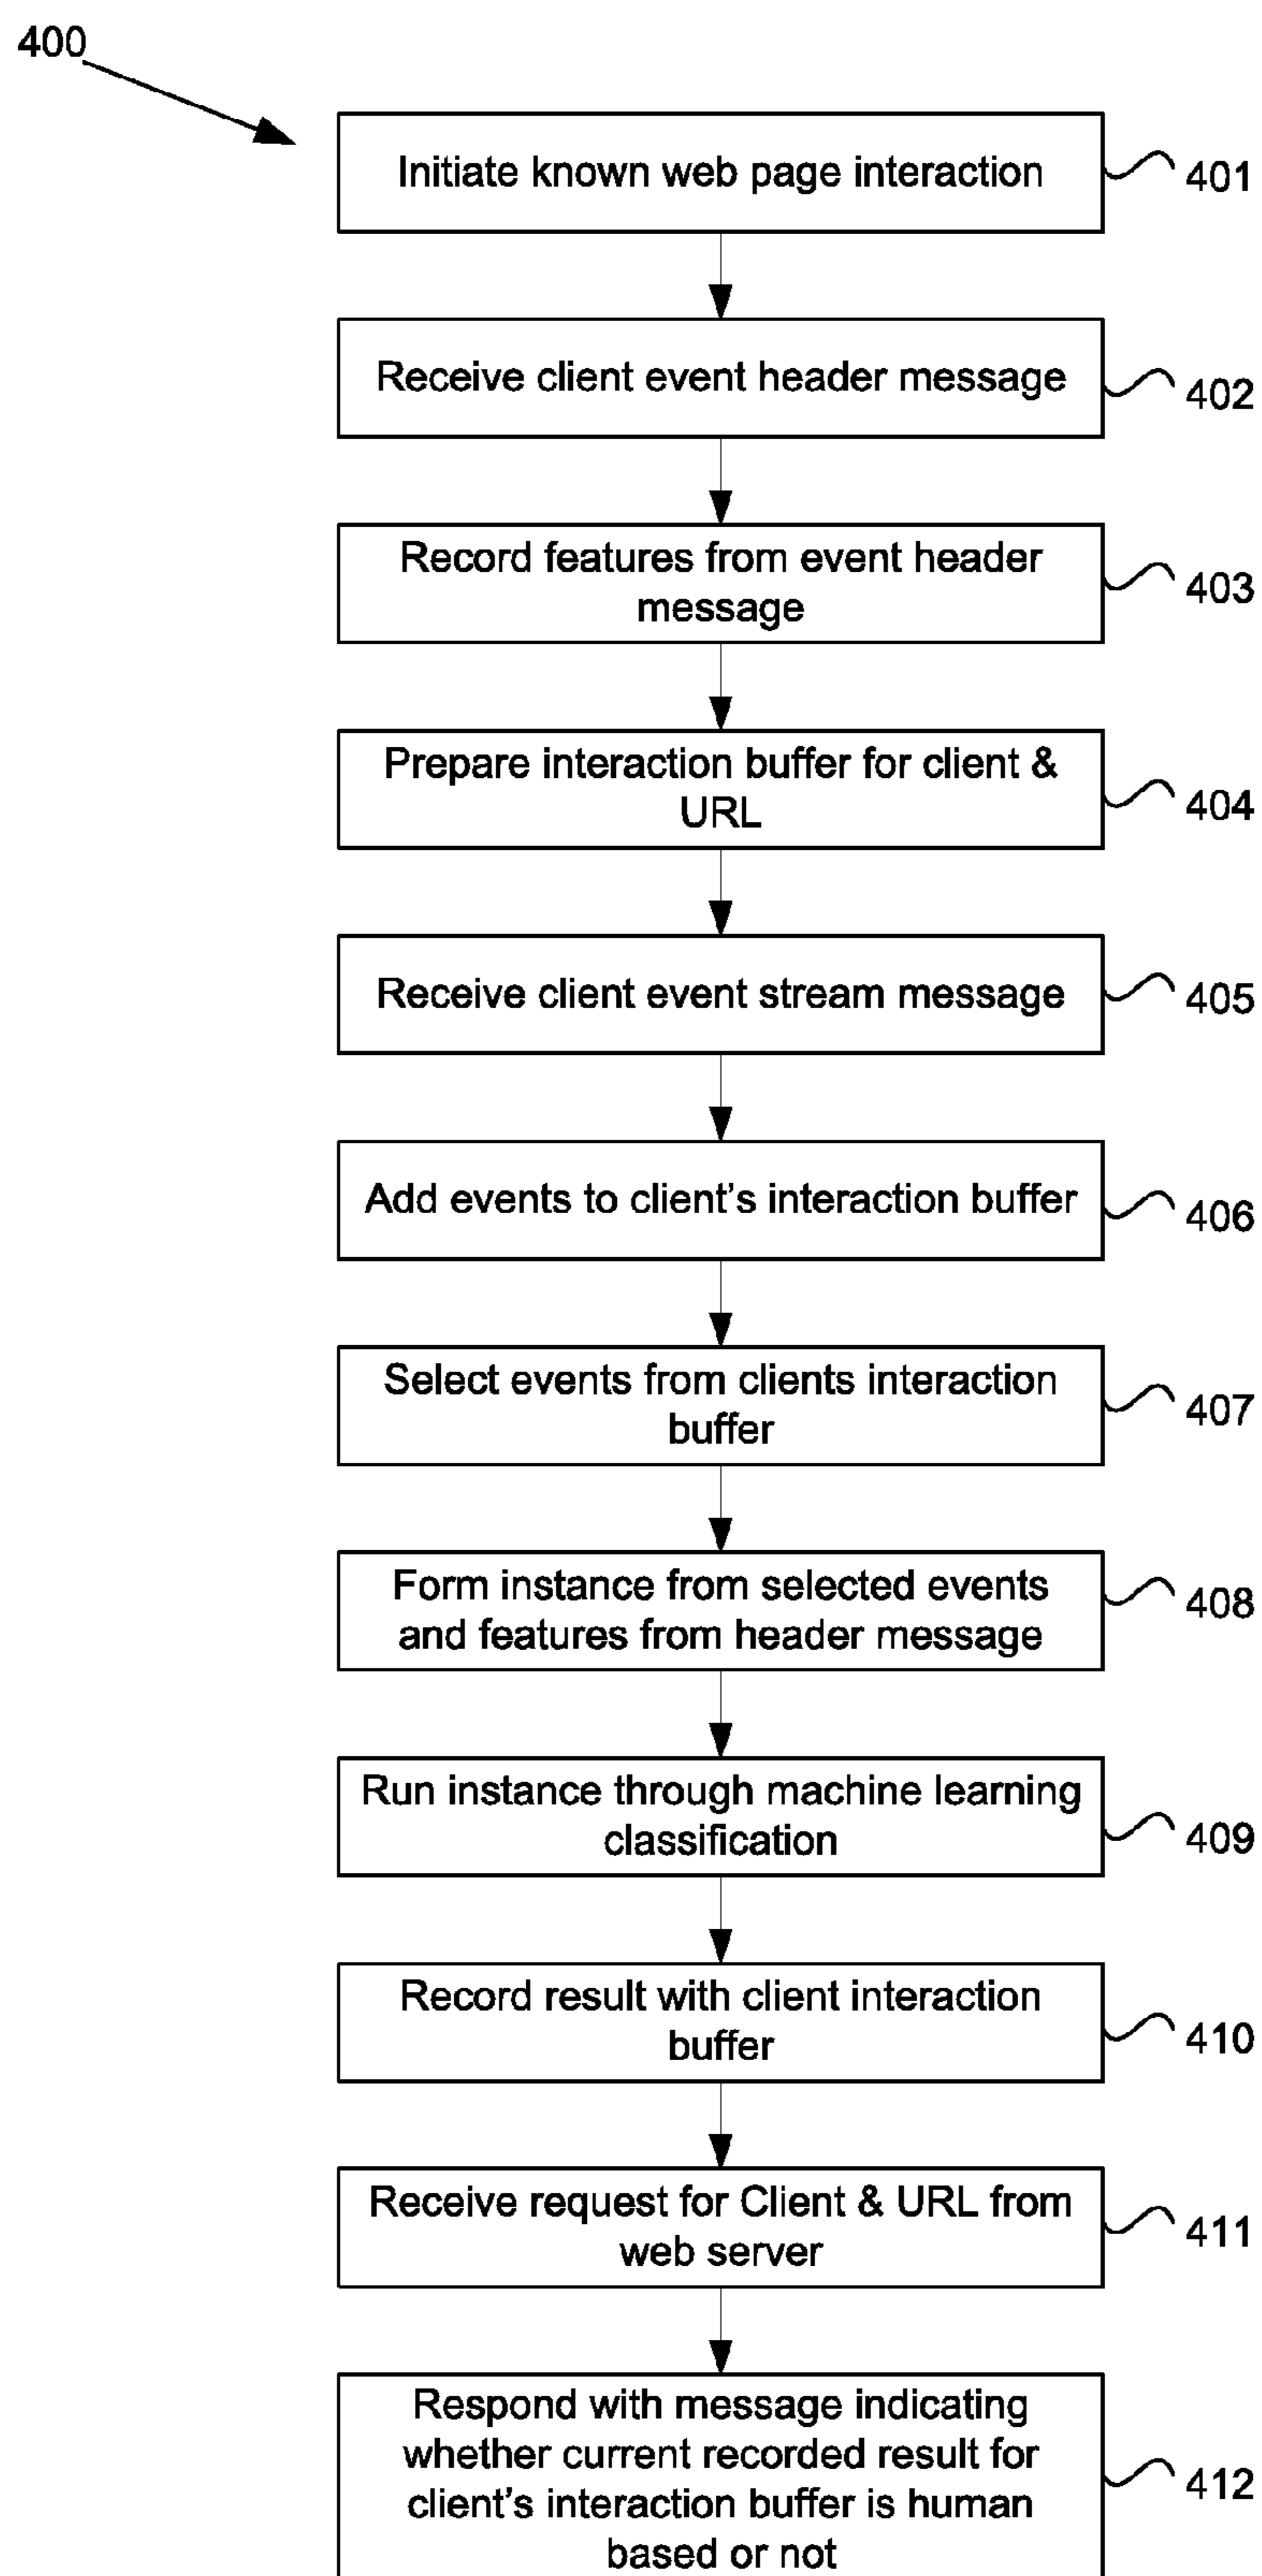 400
Initiate known web page interaction
401
Receive client event header message
402
Record features from event header
message
403
Prepare interaction buffer for client &
URL
404
Receive client event stream message
405
Add events to client's interaction buffer
406
Select events from clients interaction
buffer
407
Form instance from selected events
and features from header message
408
Run instance through machine learning
classification
409
Record result with client interaction
buffer
410
Receive request for Client & URL from
web server
411
Respond with message indicating
whether current recorded result for
client's interaction buffer is human
based or not
412